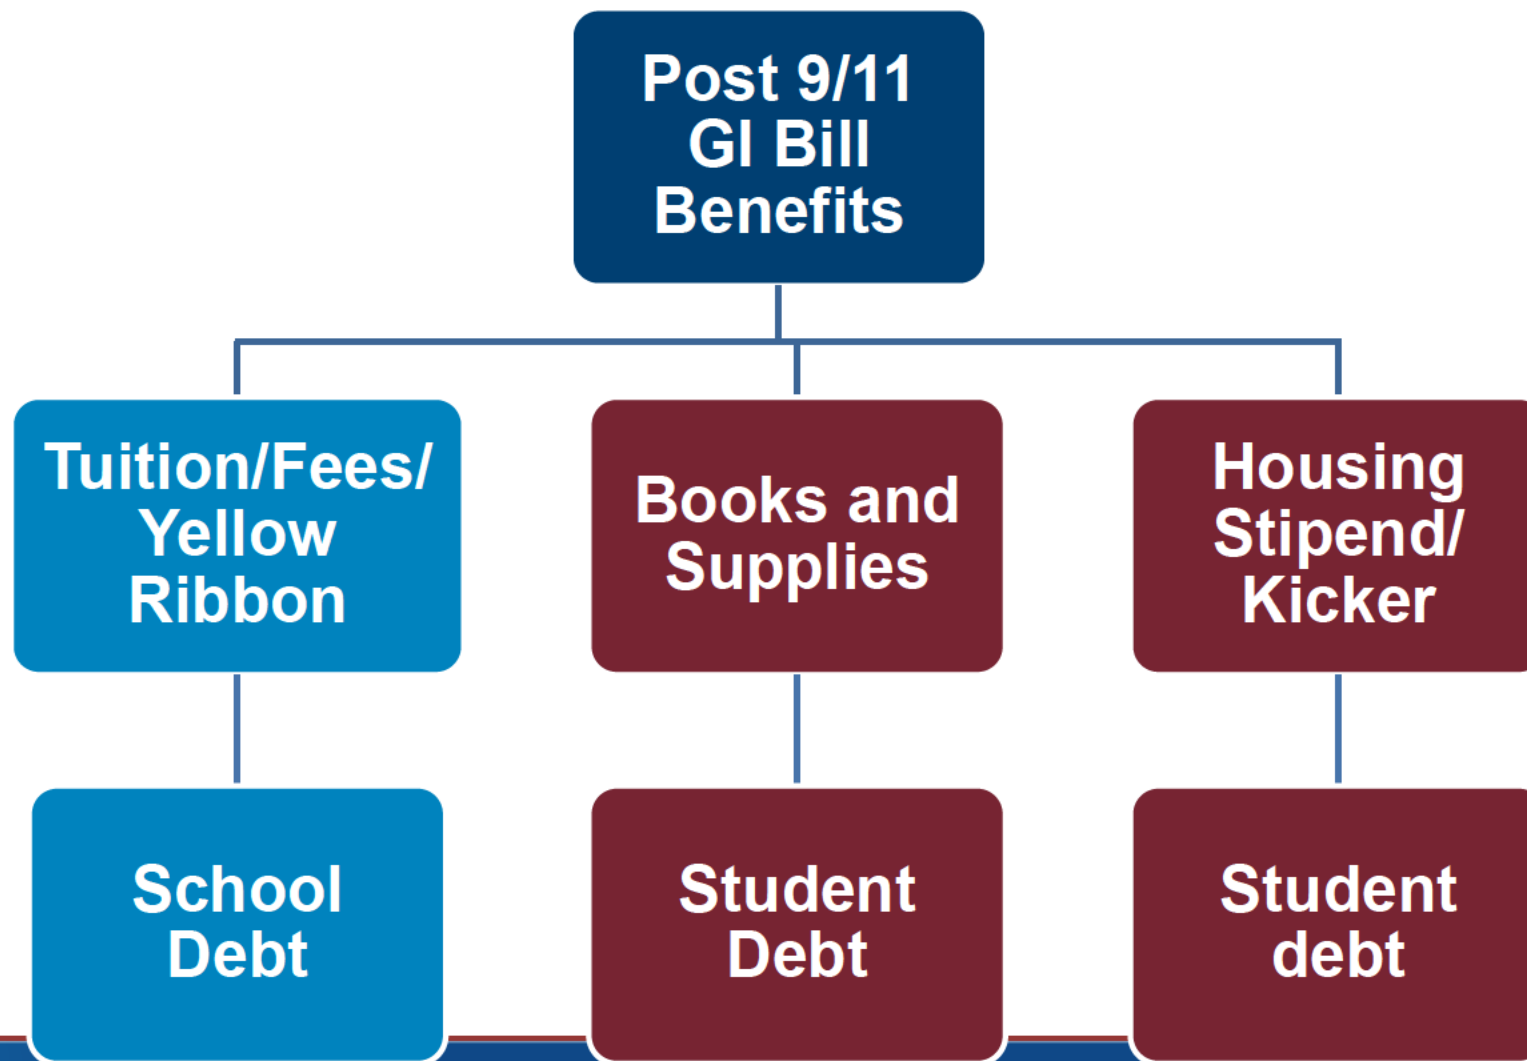 Post 9/11
GI Bill
Benefits
Tuition/Fees/
Yellow
Ribbon
Books and
Supplies
Housing
Stipend/
Kicker
School
Debt
Student
Debt
Student
debt